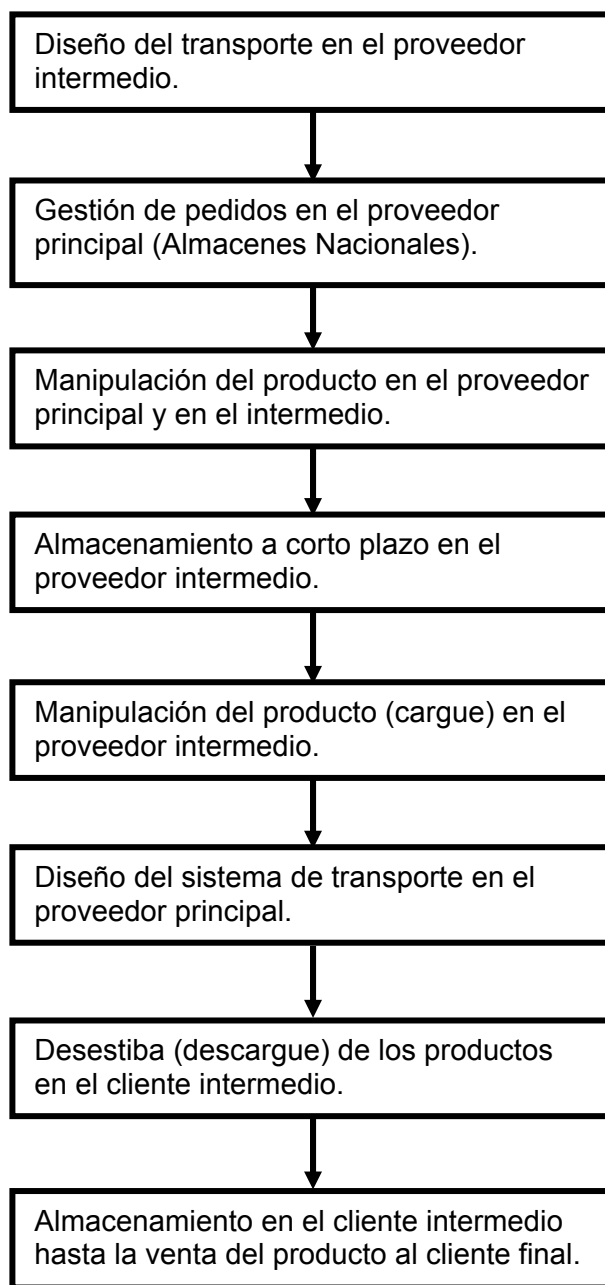 Diseño del transporte en el proveedor
intermedio.
Gestión de pedidos en el proveedor
principal (Almacenes Nacionales).
Manipulación del producto en el proveedor
principal y en el intermedio.
Almacenamiento a corto plazo en el
proveedor intermedio.
Manipulación del producto (cargue) en el
proveedor intermedio.
Diseño del sistema de transporte en el
proveedor principal.
Desestiba (descargue) de los productos
en el cliente intermedio.
Almacenamiento en el cliente intermedio
hasta la venta del producto al cliente final.